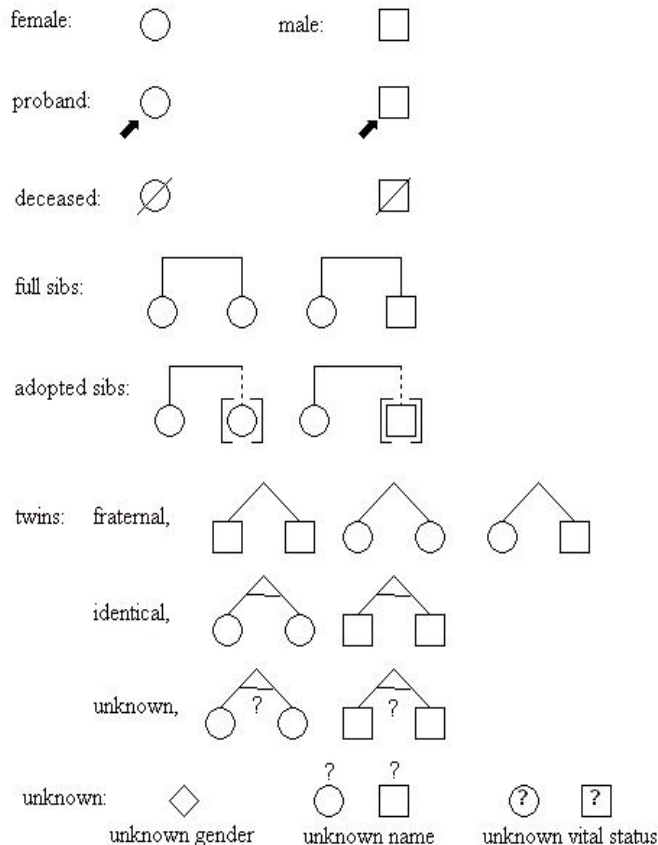 female: male:
proband:
deceased:
full sibs:
adopted sibs:
twins: fraternal,
identical,
unknown, ? ?
? ?
unknown: ? ?
unknown gender unknown name unknown vital status